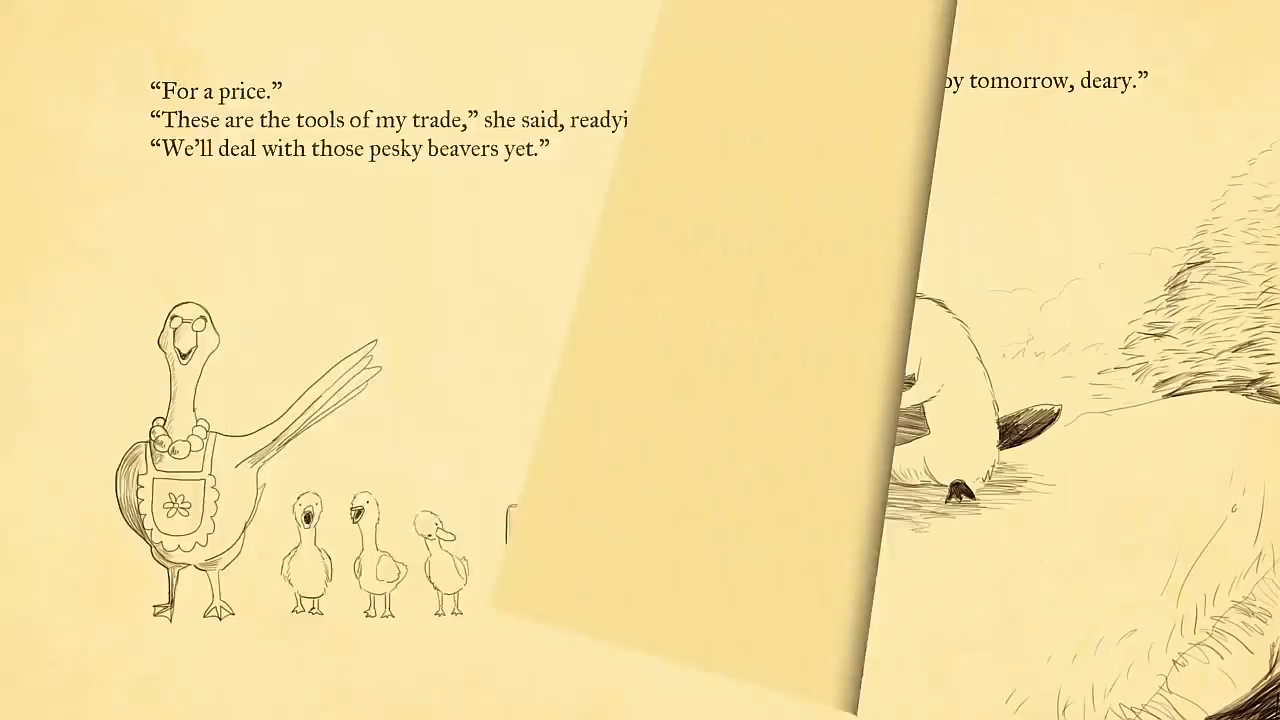 “For a price.”
“These are the tools of my trade,” she said,
“We’ll deal with those pesky beavers yet.”
tomorrow, deary.”